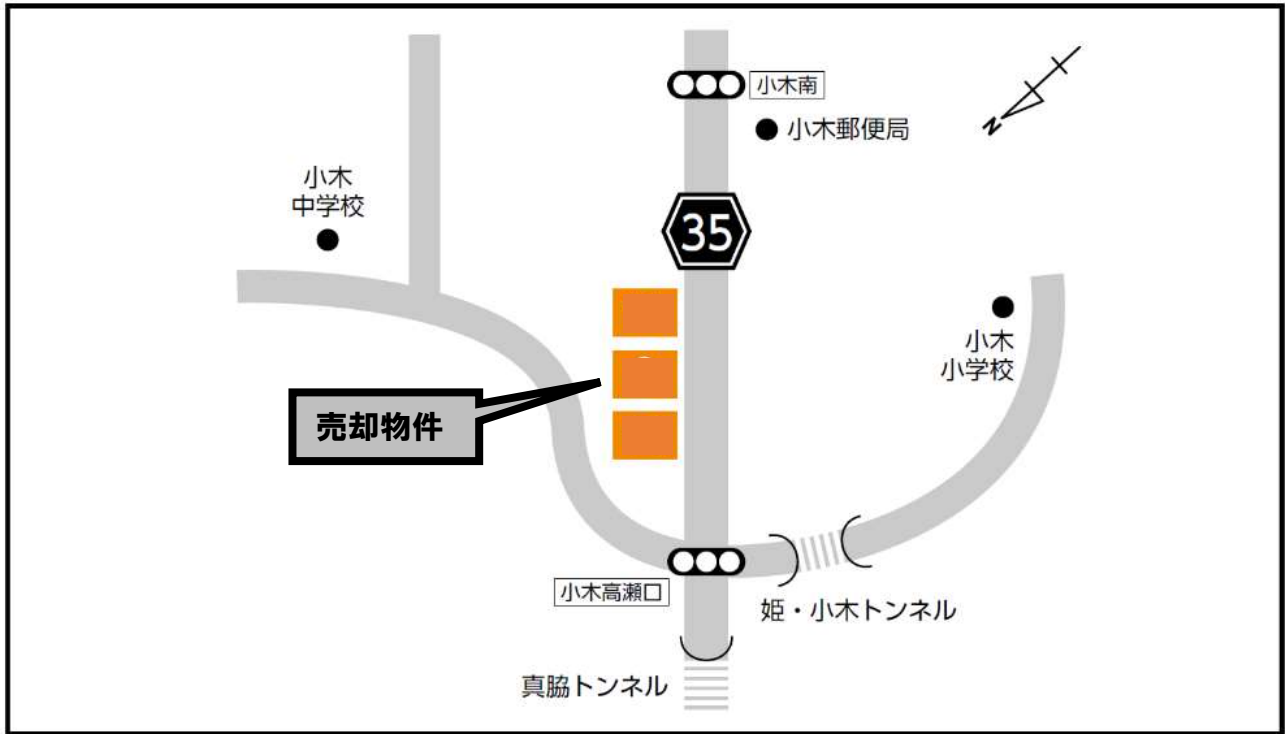 小木南
小木郵便局
N
小木
中学校
35
小木
小学校
売却物件
小木高瀬口
姫・小木トンネル
真脇トンネル